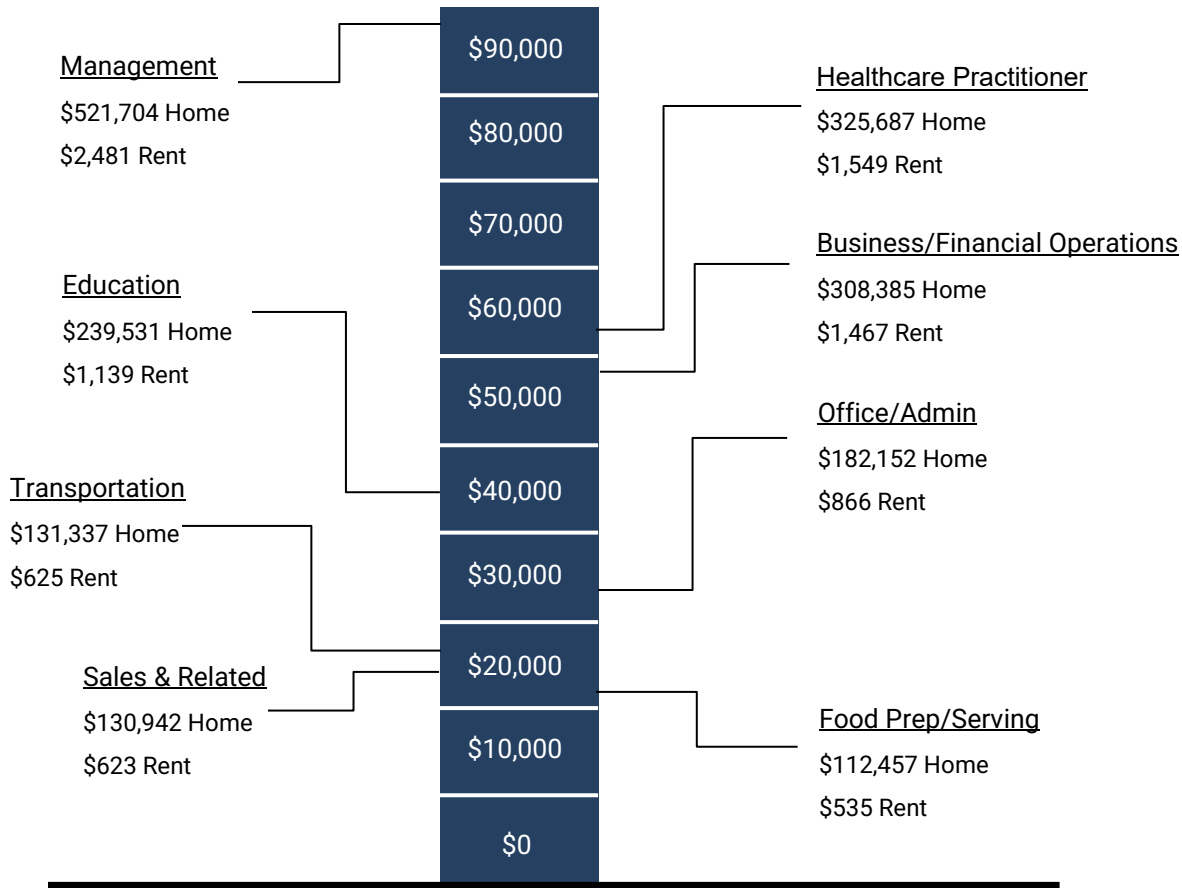 Management
$521,704 Home
$2,481 Rent
Education
$239,531 Home
$1,139 Rent
Transportation
$131,337 Home
$625 Rent
Sales & Related
$130,942 Home
$623 Rent
$90,000
$80,000
$70,000
$60,000
$50,000
$40,000
$30,000
$20,000
$10,000
$0
Healthcare Practitioner
$325,687 Home
$1,549 Rent
Business/Financial Operations
$308,385 Home
$1,467 Rent
Office/Admin
$182,152 Home
$866 Rent
Food Prep/Serving
$112,457 Home
$535 Rent